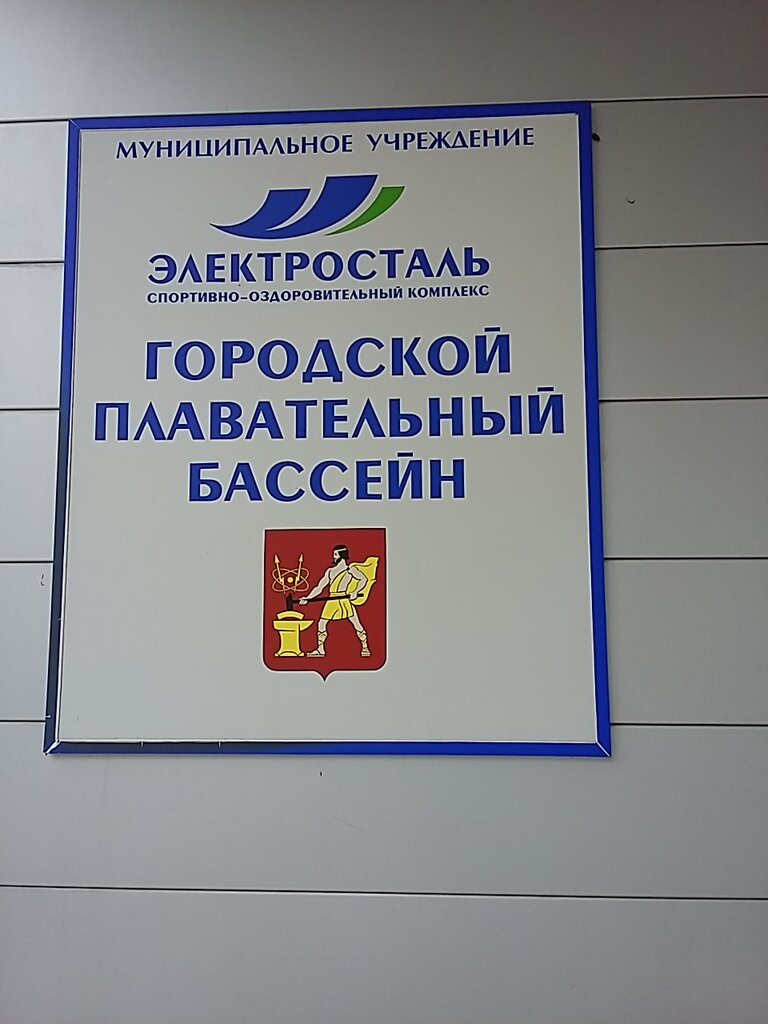 МУНИЦИПАЛЬНОЕ УЧРЕЖДЕНИЕ
ЭЛЕКТРОСТАЛЬ
СПОРТИВНО-ОЗДОРОВИТЕЛЬНЫЙ КОМПЛЕКС
ГОРОДСКОЙ
ПЛАВАТЕЛЬНЫЙ
БАССЕЙН